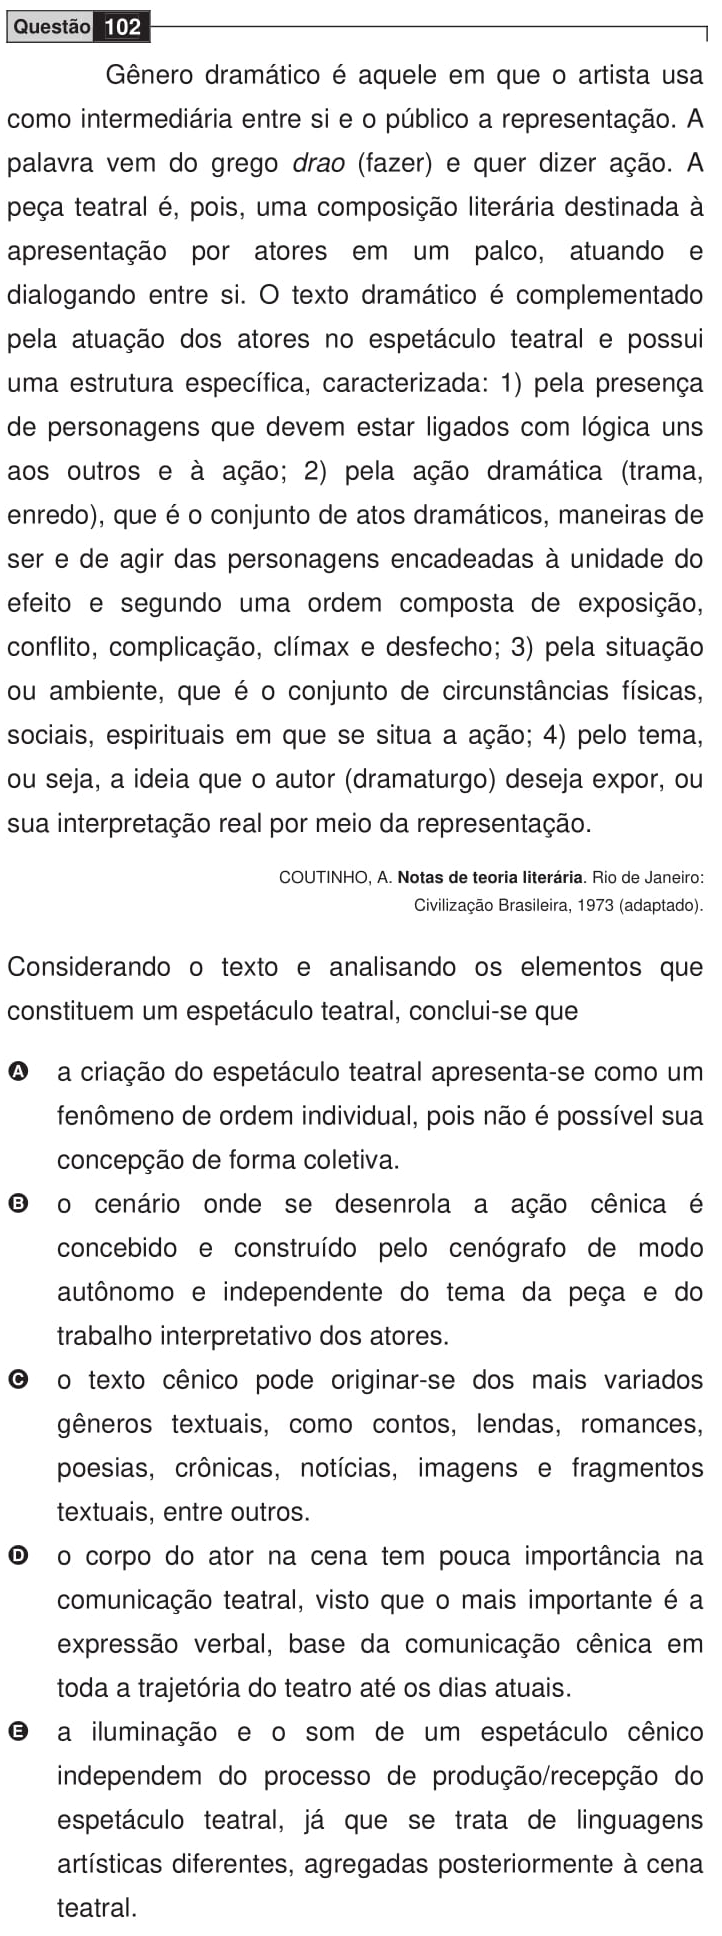 Questão 102
Gênero dramático é aquele em que o artista usa
como intermediária entre si e o público a representação. A
palavra vem do grego drao (fazer) e quer dizer ação. A
peça teatral é, pois, uma composição literária destinada à
apresentação por atores em um palco, atuando e
dialogando entre si. O texto dramático é complementado
pela atuação dos atores no espetáculo teatral e possui
uma estrutura específica, caracterizada: 1) pela presença
de personagens que devem estar ligados com lógica uns
aos outros e à ação; 2) pela ação dramática (trama,
enredo), que é o conjunto de atos dramáticos, maneiras de
ser e de agir das personagens encadeadas à unidade do
efeito e segundo uma ordem composta de exposição,
conflito, complicação, clímax e desfecho; 3) pela situação
ou ambiente, que é o conjunto de circunstâncias físicas,
sociais, espirituais em que se situa a ação; 4) pelo tema,
ou seja, a ideia que o autor (dramaturgo) deseja expor, ou
sua interpretação real por meio da representação.
COUTINHO, A. Notas de teoria literária. Rio de Janeiro:
Civilização Brasileira, 1973 (adaptado).
Considerando o texto e analisando os elementos que
constituem um espetáculo teatral, conclui-se que
A a criação do espetáculo teatral apresenta-se como um
fenômeno de ordem individual, pois não é possível sua
concepção de forma coletiva.
B o cenário onde se desenrola a ação cênica é
concebido e construído pelo cenógrafo de modo
autônomo e independente do tema da peça e do
trabalho interpretativo dos atores.
C o texto cênico pode originar-se dos mais variados
gêneros textuais, como contos, lendas, romances,
poesias, crônicas, notícias, imagens e fragmentos
textuais, entre outros.
D o corpo do ator na cena tem pouca importância na
comunicação teatral, visto que o mais importante é a
expressão verbal, base da comunicação cênica em
toda a trajetória do teatro até os dias atuais.
E a iluminação e o som de um espetáculo cênico
independem do processo de produção/recepção do
espetáculo teatral, já que se trata de linguagens
artísticas diferentes, agregadas posteriormente à cena
teatral.